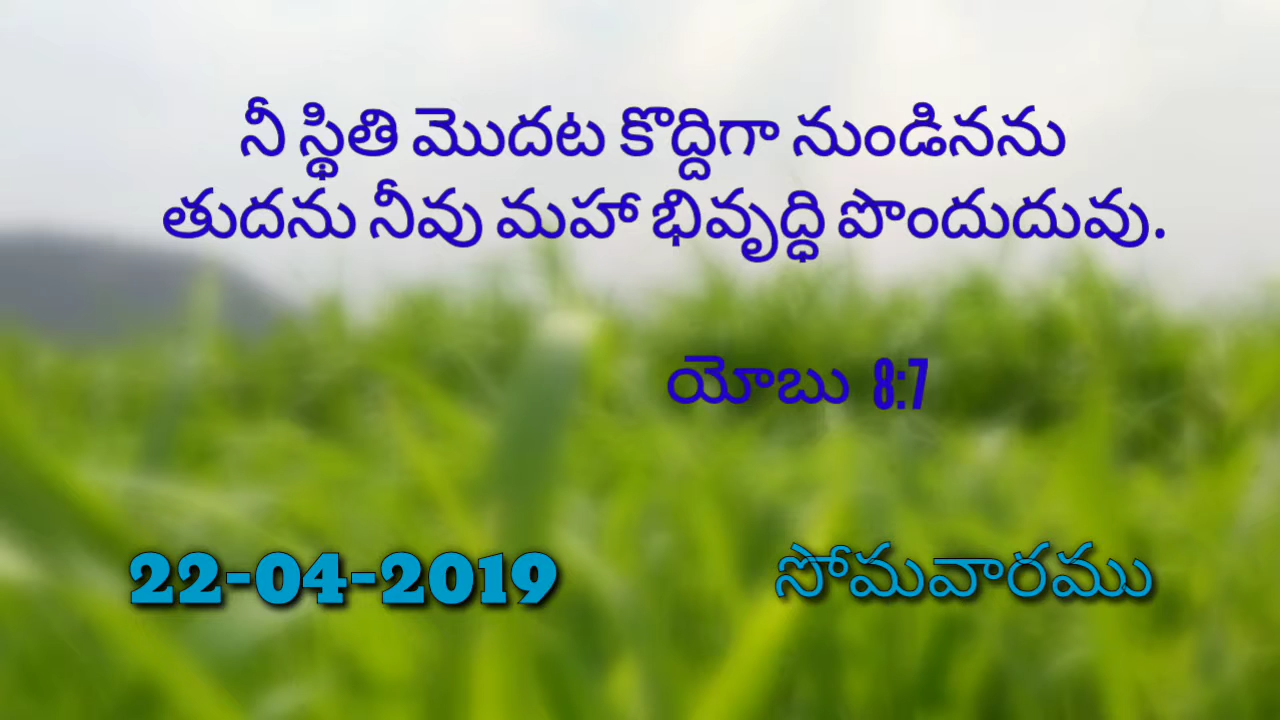 నీ స్థితి మొదట కొద్దిగా నుండినను
తుదను నీవు మహా భివృద్ధి పొందుదువు.
యోబు 8:7
22-04-2019 సోమవారము